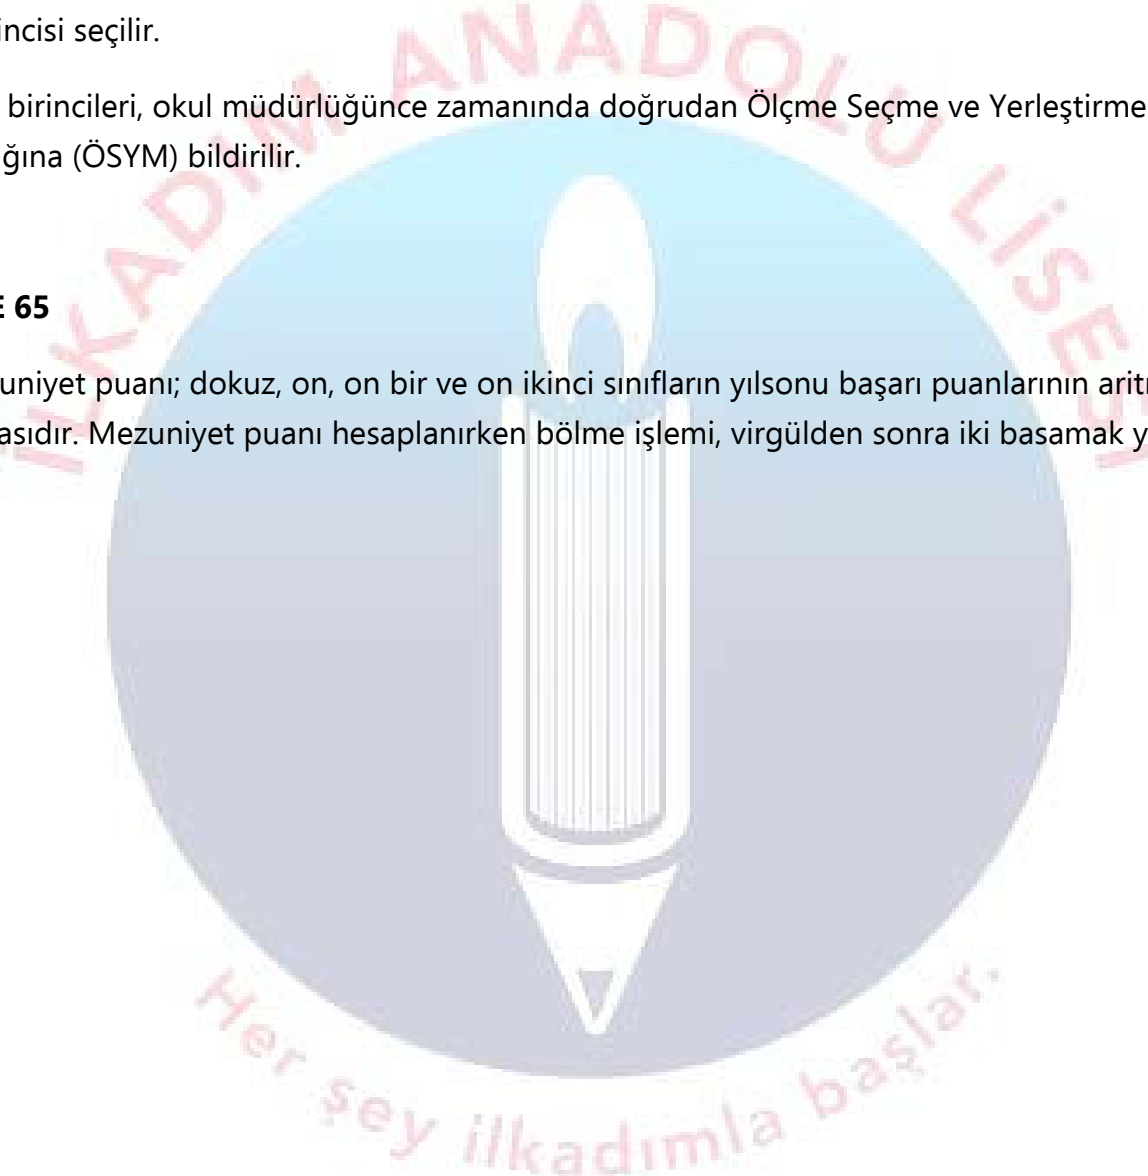 incisi seçilir.
birincileri, okul müdürlüğünce zamanında doğrudan Ölçme Seçme ve Yerleştirme
ğına (ÖSYM) bildirilir.
E 65
uniyet puanı; dokuz, on, on bir ve on ikinci sınıfların yılsonu başarı puanlarının arit
asıdır. Mezuniyet puanı hesaplanırken bölme işlemi, virgülden sonra iki basamak y
İLKADIM ANADOLU LİSESİ
Her şey ilkadımla başlar.